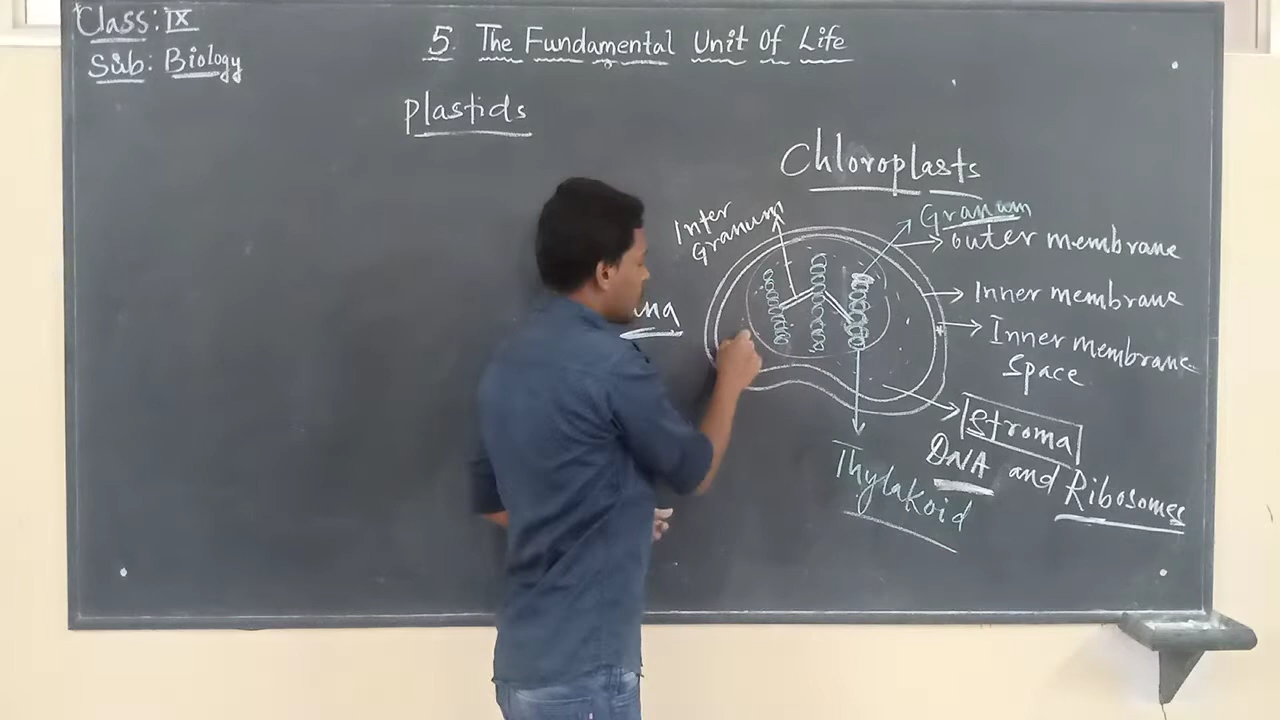 Class: IX
Sub: Biology
5. The Fundamental Unit Of Life
Plastids
Chloroplasts
Inter
Granum
Granum
outer membrane
Inner membrane
Inner membrane
Space
Stroma
DNA and Ribosomes
Thylakoid